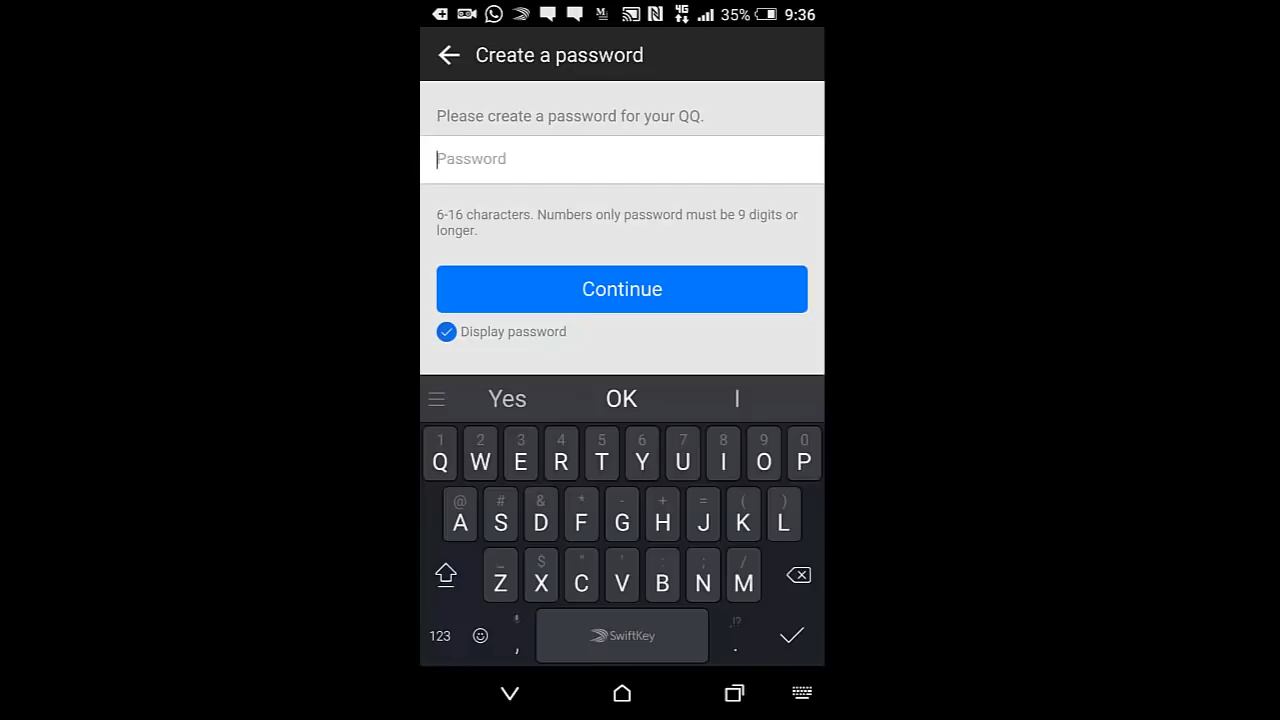 35% 9:36
Create a password
Please create a password for your QQ.
Password
6-16 characters. Numbers only password must be 9 digits or
longer.
Continue
Display password
Yes OK I
1 2 3 4 5 6 7 8 9 0
Q W E R T Y U I O P
@ # & * - + = ( )
A S D F G H J K L
_ $ " ' : ; /
Z X C V B N M
123 , SwiftKey ,!? .